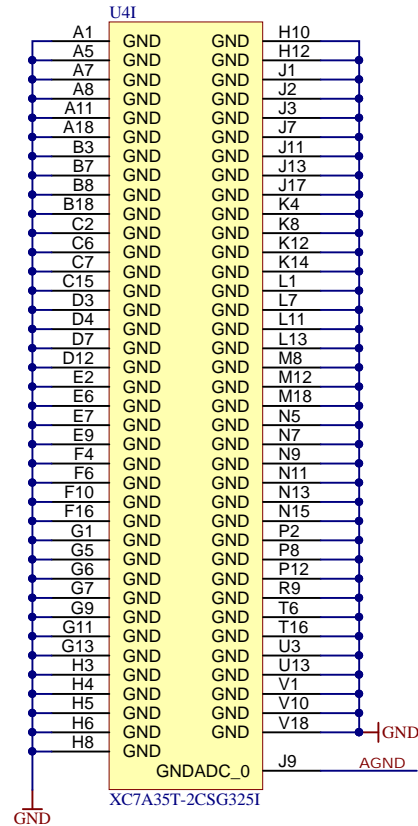 U4I
A1 GND GND H10
A5 GND GND H12
A7 GND GND J1
A8 GND GND J2
A11 GND GND J3
A18 GND GND J7
B3 GND GND J11
B7 GND GND J13
B8 GND GND J17
B18 GND GND K4
C2 GND GND K8
C6 GND GND K12
C7 GND GND K14
C15 GND GND L1
D3 GND GND L7
D4 GND GND L11
D7 GND GND L13
D12 GND GND M8
E2 GND GND M12
E6 GND GND M18
E7 GND GND N5
E9 GND GND N7
F4 GND GND N9
F6 GND GND N11
F10 GND GND N13
F16 GND GND N15
G1 GND GND P2
G5 GND GND P8
G6 GND GND P12
G7 GND GND R9
G9 GND GND T6
G11 GND GND T16
G13 GND GND U3
H3 GND GND U13
H4 GND GND V1
H5 GND GND V10
H6 GND GND V18 GND
H8 GND
GNDADC_0 J9 AGND
XC7A35T-2CSG325I
GND